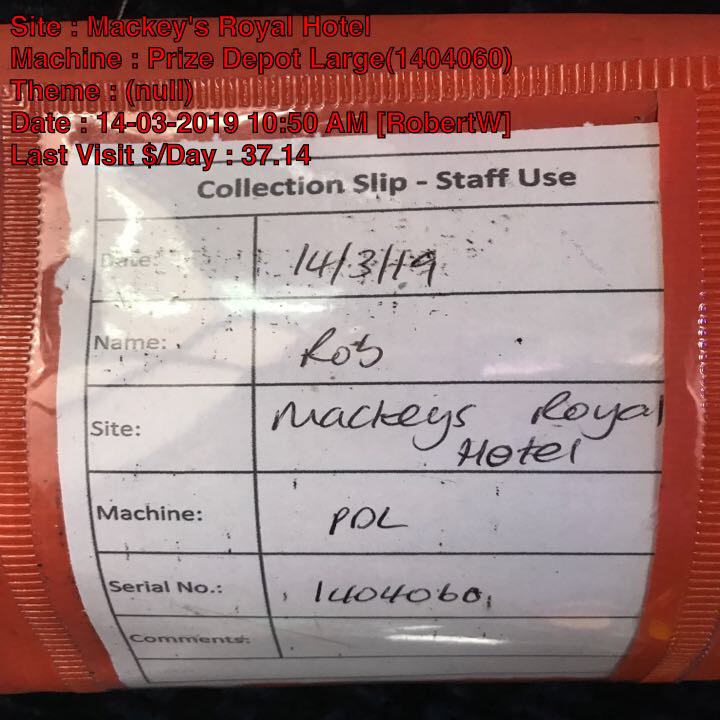 Site : Mackey's Royal Hotel
Machine : Prize Depot Large(1404060)
Theme : (null)
Date : 14-03-2019 10:50 AM [RobertW]
Last Visit $/Day : 37.14
Collection Slip - Staff Use
Date: 14/3/19
Name: Rob
Site: Mackeys Royal
Hotel
Machine: PDL
Serial No.: 1404060
Comments: